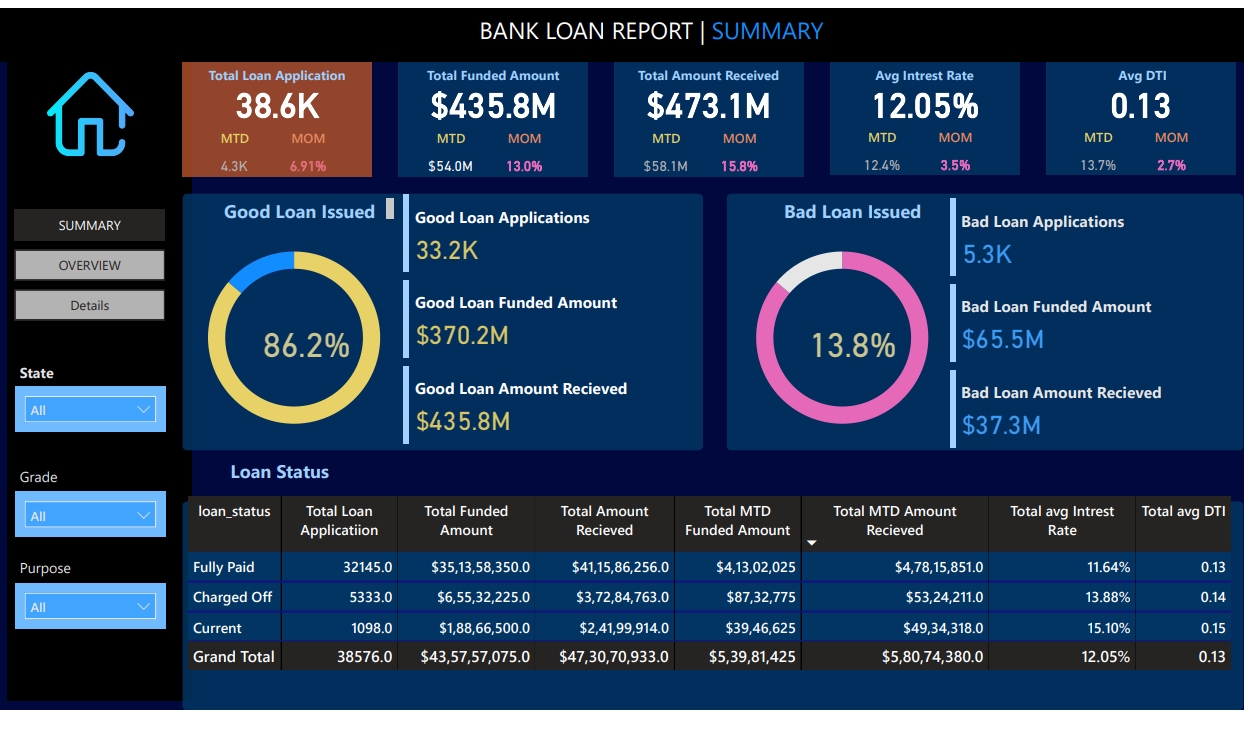 BANK LOAN REPORT | SUMMARY
Total Loan Application
38.6K
MTD MOM
4.3K 6.91%
Total Funded Amount
$435.8M
MTD MOM
$54.0M 13.0%
Total Amount Received
$473.1M
MTD MOM
$58.1M 15.8%
Avg Intrest Rate
12.05%
MTD MOM
12.4% 3.5%
Avg DTI
0.13
MTD MOM
13.7% 2.7%
SUMMARY
OVERVIEW
Details
State
All
Grade
All
Purpose
All
Good Loan Issued
86.2%
Good Loan Applications
33.2K
Good Loan Funded Amount
$370.2M
Good Loan Amount Recieved
$435.8M
Bad Loan Issued
13.8%
Bad Loan Applications
5.3K
Bad Loan Funded Amount
$65.5M
Bad Loan Amount Recieved
$37.3M
Loan Status
loan_status Total Loan Total Funded Total Amount Total MTD Total MTD Amount Total avg Intrest Total avg DTI
Applicatiion Amount Recieved Funded Amount Recieved Rate
Fully Paid 32145.0 $35,13,58,350.0 $41,15,86,256.0 $4,13,02,025 $4,78,15,851.0 11.64% 0.13
Charged Off 5333.0 $6,55,32,225.0 $3,72,84,763.0 $87,32,775 $53,24,211.0 13.88% 0.14
Current 1098.0 $1,88,66,500.0 $2,41,99,914.0 $39,46,625 $49,34,318.0 15.10% 0.15
Grand Total 38576.0 $43,57,57,075.0 $47,30,70,933.0 $5,39,81,425 $5,80,74,380.0 12.05% 0.13